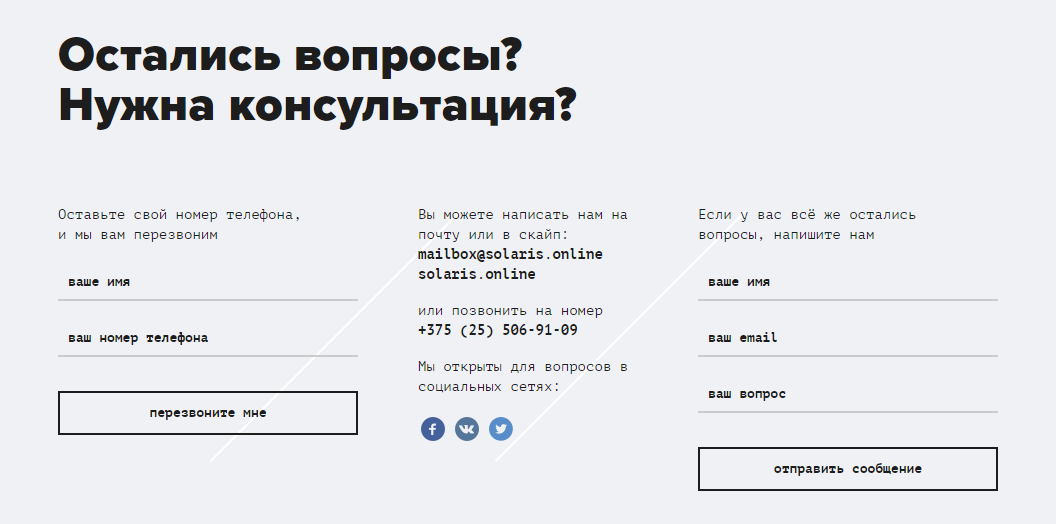 Остались вопросы?
Нужна консультация?
Оставьте свой номер телефона,
и мы вам перезвоним
ваше имя
ваш номер телефона
перезвоните мне
Вы можете написать нам на
почту или в скайп:
mailbox@solaris.online
solaris.online
или позвонить на номер
+375 (25) 506-91-09
Мы открыты для вопросов в
социальных сетях:
Если у вас всё же остались
вопросы, напишите нам
ваше имя
ваш email
ваш вопрос
отправить сообщение